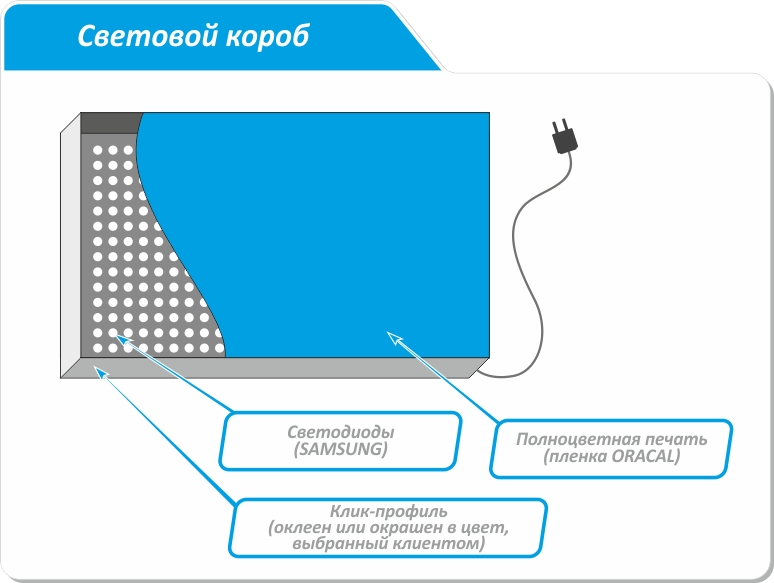 Световой короб
Светодиоды
(SAMSUNG)
Полноцветная печать
(пленка ORACAL)
Клик-профиль
(оклеен или окрашен в цвет,
выбранный клиентом)